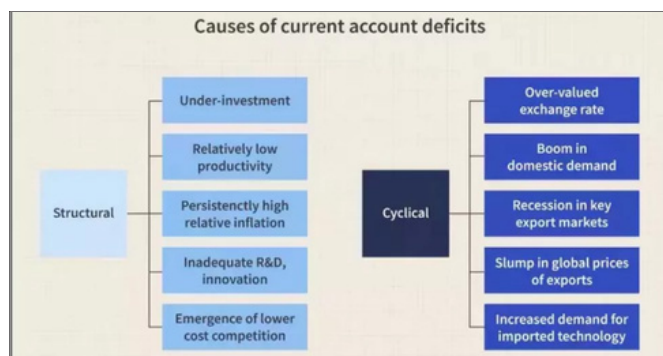 Causes of current account deficits
Structural
Under-investment
Relatively low
productivity
Persistenctly high
relative inflation
Inadequate R&D,
innovation
Emergence of lower
cost competition
Cyclical
Over-valued
exchange rate
Boom in
domestic demand
Recession in key
export markets
Slump in global prices
of exports
Increased demand for
imported technology